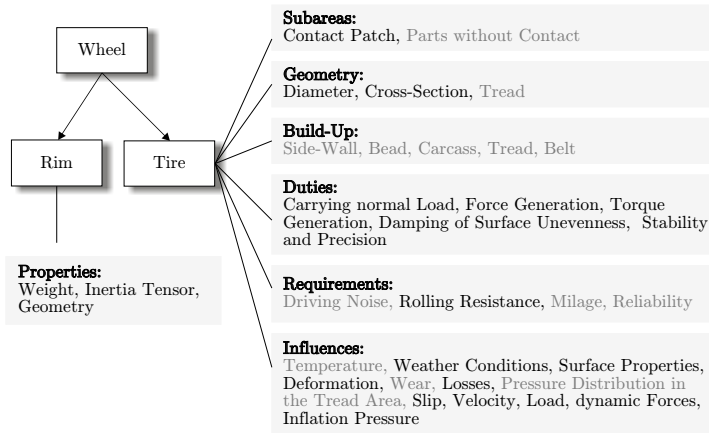 Wheel
Rim
Tire
Properties:
Weight, Inertia Tensor,
Geometry
Subareas:
Contact Patch, Parts without Contact
Geometry:
Diameter, Cross-Section, Tread
Build-Up:
Side-Wall, Bead, Carcass, Tread, Belt
Duties:
Carrying normal Load, Force Generation, Torque
Generation, Damping of Surface Unevenness, Stability
and Precision
Requirements:
Driving Noise, Rolling Resistance, Milage, Reliability
Influences:
Temperature, Weather Conditions, Surface Properties,
Deformation, Wear, Losses, Pressure Distribution in
the Tread Area, Slip, Velocity, Load, dynamic Forces,
Inflation Pressure